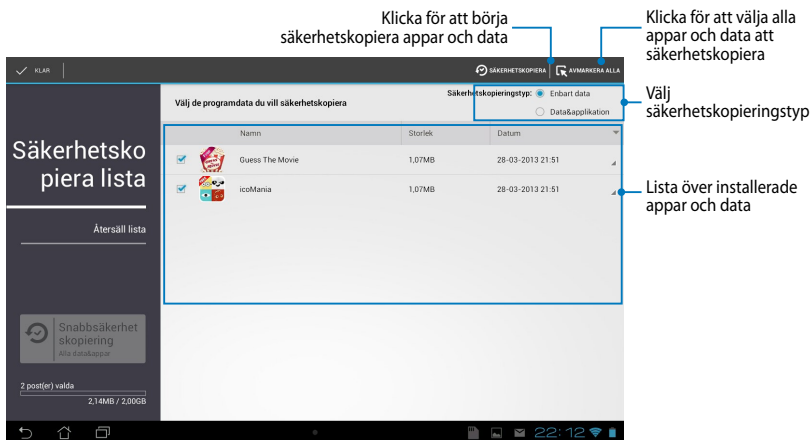 Klicka för att börja
säkerhetskopiera appar och data
Klicka för att välja alla
appar och data att
säkerhetskopiera
KLAR
SÄKERHETSKOPIERA
AVMARKERA ALLA
Välj de programdata du vill säkerhetskopiera
Säkerhetskopieringstyp:
Enbart data
Data&applikation
Välj
säkerhetskopieringstyp
Säkerhetsko
piera lista
Återsäll lista
Namn Storlek Datum
Guess The Movie 1,07MB 28-03-2013 21:51
icoMania 1,07MB 28-03-2013 21:51
Lista över installerade
appar och data
Snabbsäkerhet
skopiering
Alla data&appar
2 post(er) valda
2,14MB / 2,00GB
22:12